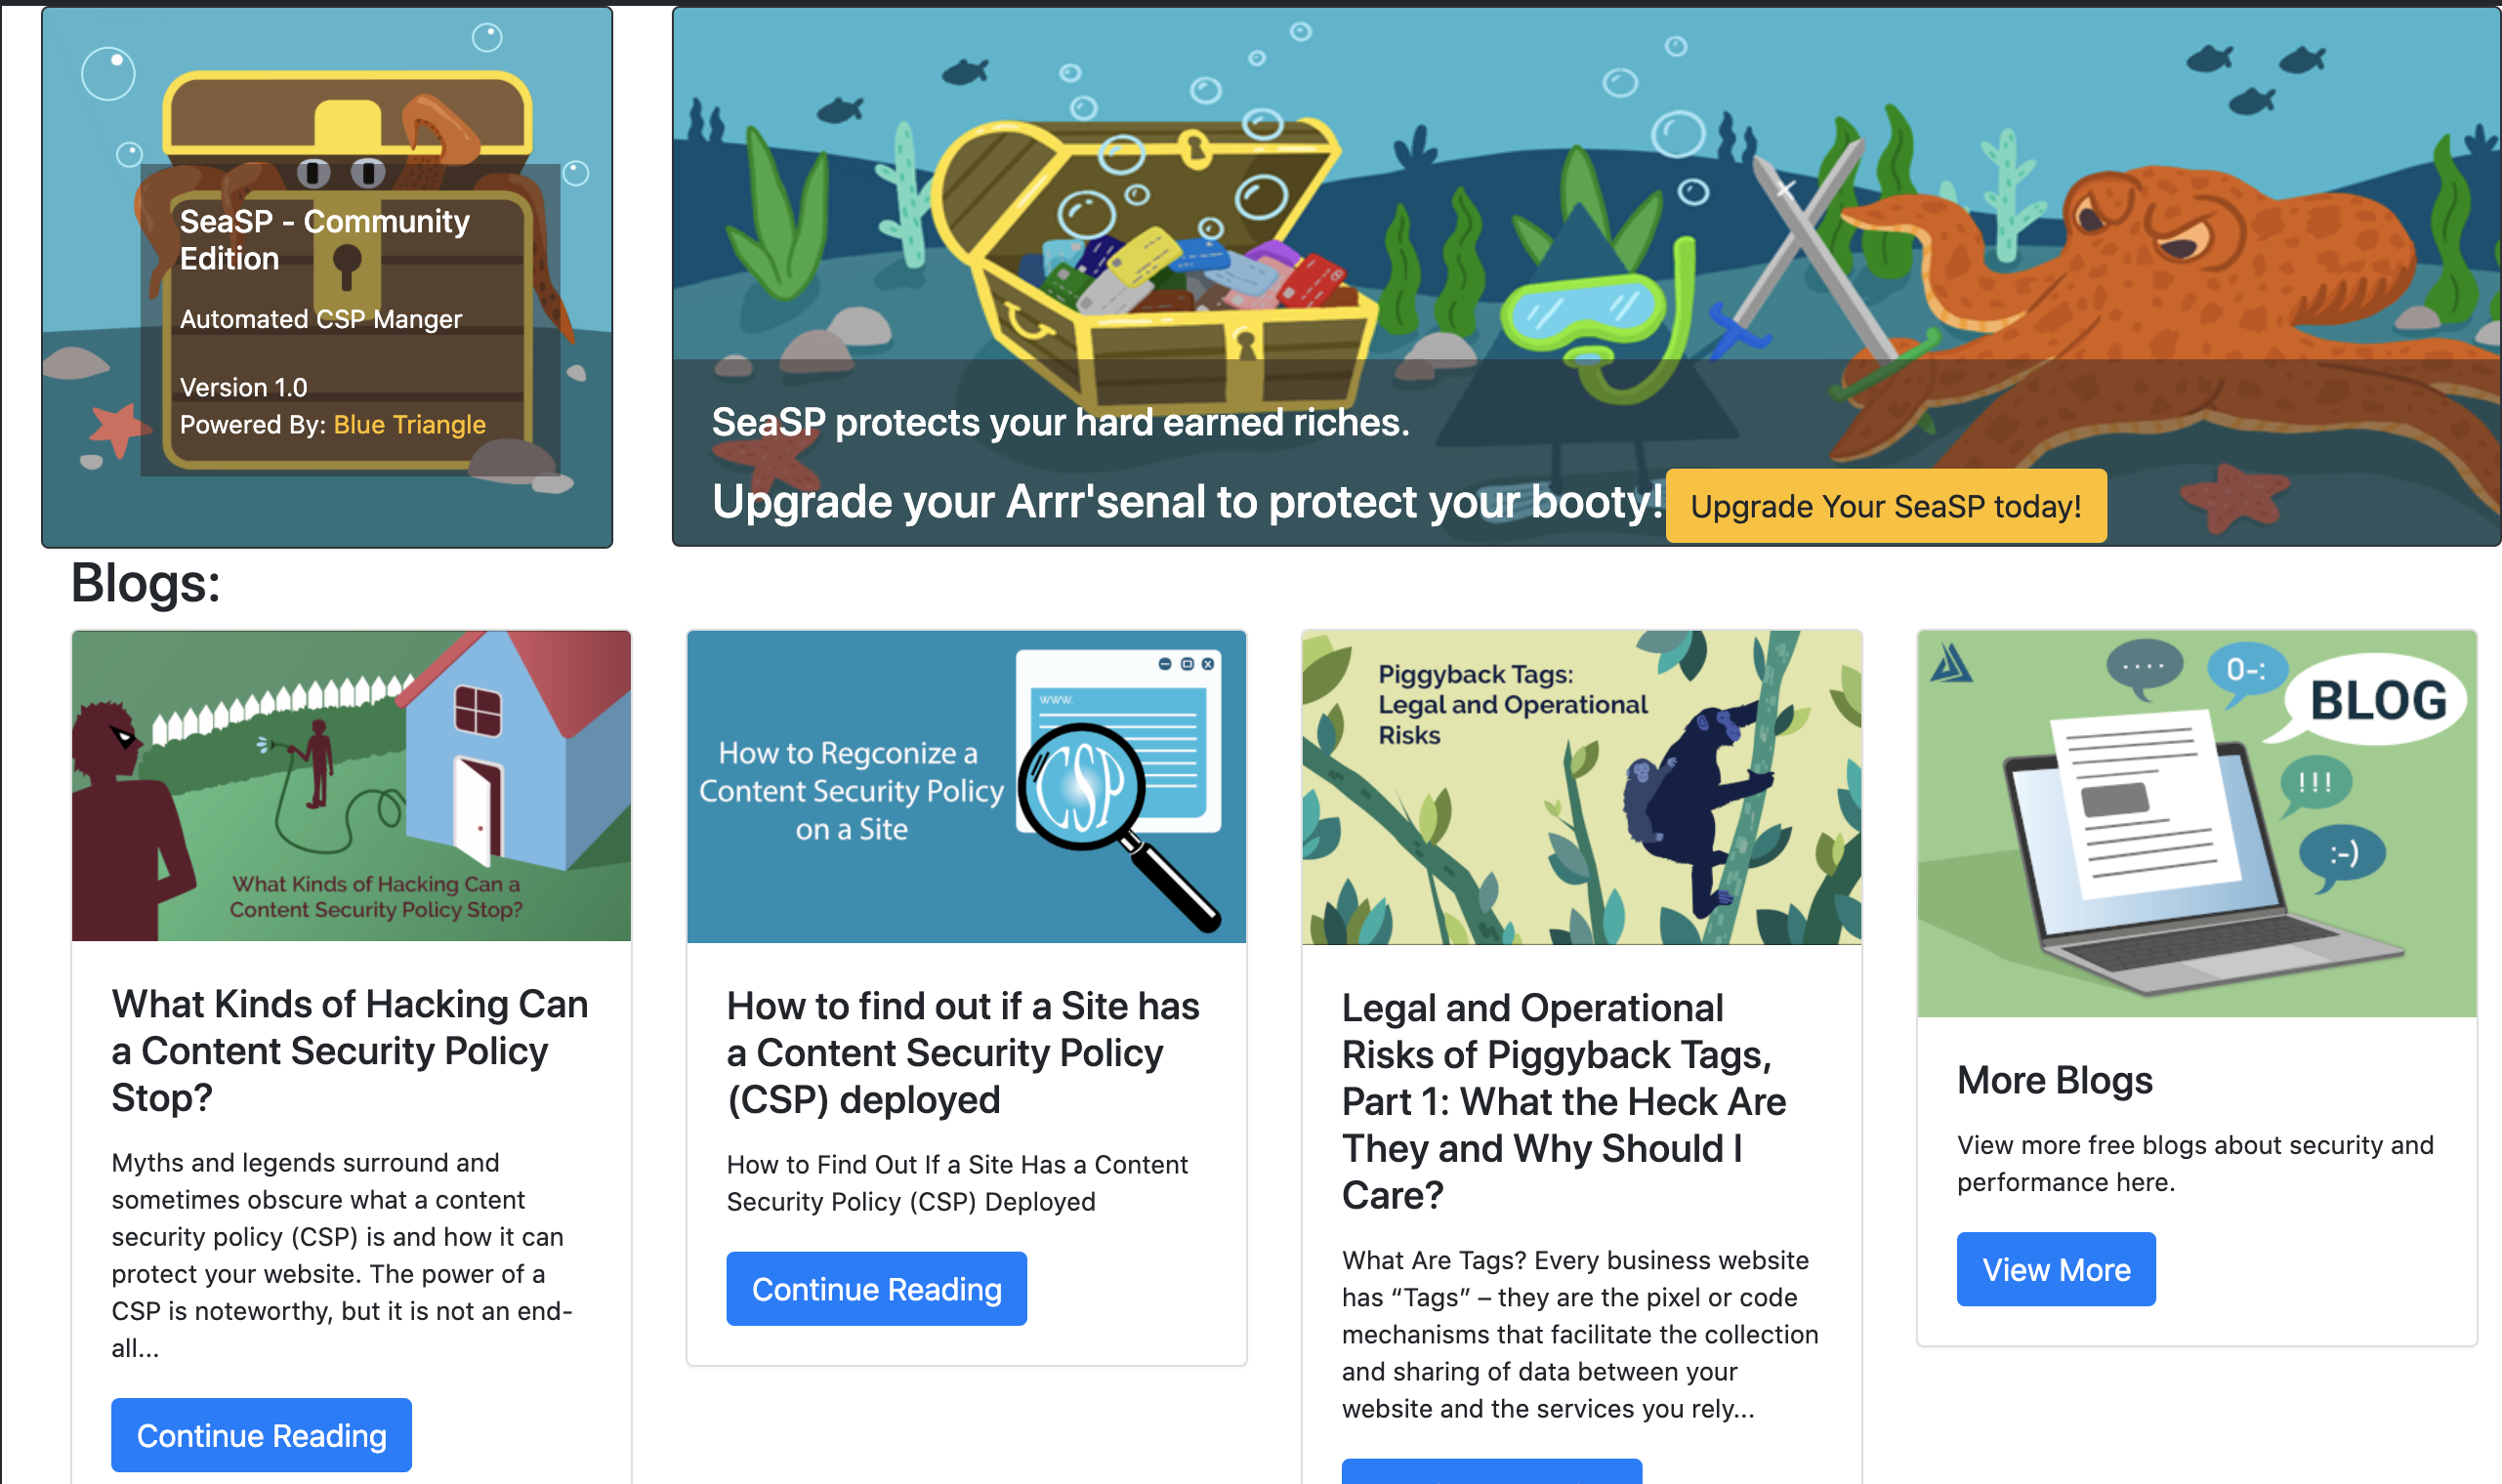 SeaSP - Community
Edition
Automated CSP Manger
Version 1.0
Powered By: Blue Triangle
SeaSP protects your hard earned riches.
Upgrade your Arrr'senal to protect your booty!
Upgrade Your SeaSP today!
Blogs:
What Kinds of Hacking Can a
Content Security Policy Stop?
What Kinds of Hacking Can
a Content Security Policy
Stop?
Myths and legends surround and
sometimes obscure what a content
security policy (CSP) is and how it can
protect your website. The power of a
CSP is noteworthy, but it is not an end-
all...
Continue Reading
www.
How to Regconize a
Content Security Policy
on a Site
CSP
How to find out if a Site has
a Content Security Policy
(CSP) deployed
How to Find Out If a Site Has a Content
Security Policy (CSP) Deployed
Continue Reading
Piggyback Tags:
Legal and Operational
Risks
Legal and Operational
Risks of Piggyback Tags,
Part 1: What the Heck Are
They and Why Should I
Care?
What Are Tags? Every business website
has “Tags” – they are the pixel or code
mechanisms that facilitate the collection
and sharing of data between your
website and the services you rely...
....
O-:
BLOG
!!!
:-)
More Blogs
View more free blogs about security and
performance here.
View More